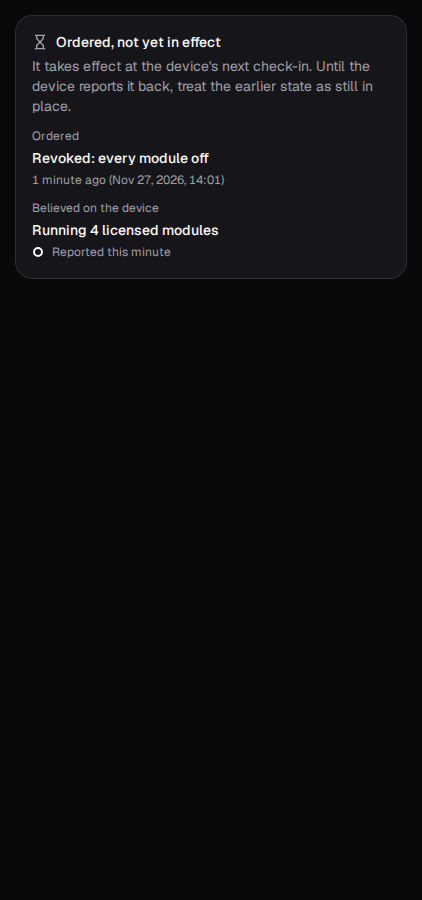 Ordered, not yet in effect
It takes effect at the device's next check-in. Until the
device reports it back, treat the earlier state as still in
place.
Ordered
Revoked: every module off
1 minute ago (Nov 27, 2026, 14:01)
Believed on the device
Running 4 licensed modules
Reported this minute